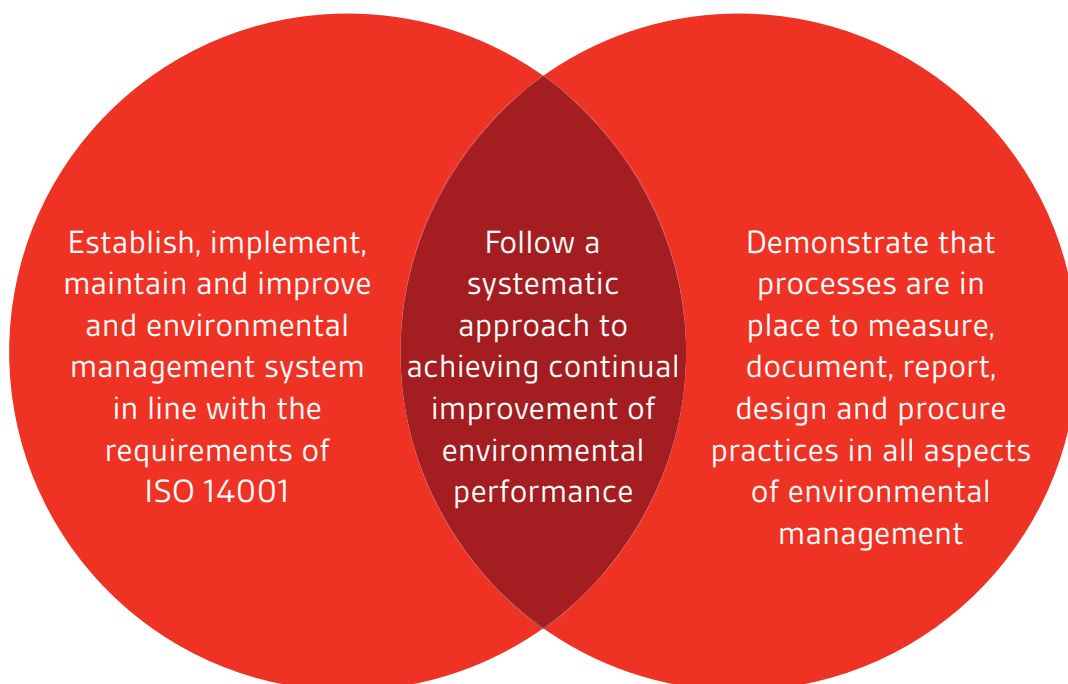 Establish, implement,
maintain and improve
and environmental
management system
in line with the
requirements of
ISO 14001
Follow a
systematic
approach to
achieving continual
improvement of
environmental
performance
Demonstrate that
processes are in
place to measure,
document, report,
design and procure
practices in all aspects
of environmental
management